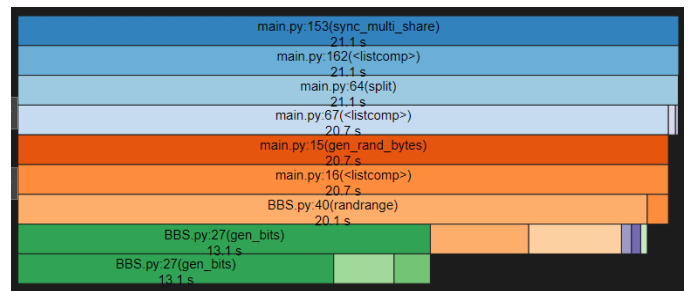 main.py:153(sync_multi_share)
21.1 s
main.py:162(<listcomp>)
21.1 s
main.py:64(split)
21.1 s
main.py:67(<listcomp>)
20.7 s
main.py:15(gen_rand_bytes)
20.7 s
main.py:16(<listcomp>)
20.7 s
BBS.py:40(randrange)
20.1 s
BBS.py:27(gen_bits)
13.1 s
BBS.py:27(gen_bits)
13.1 s